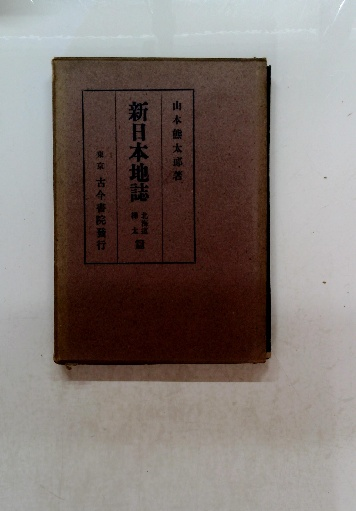 山本熊太郎著
新日本地誌
北海道
樺太
篇
東京 古今書院發行